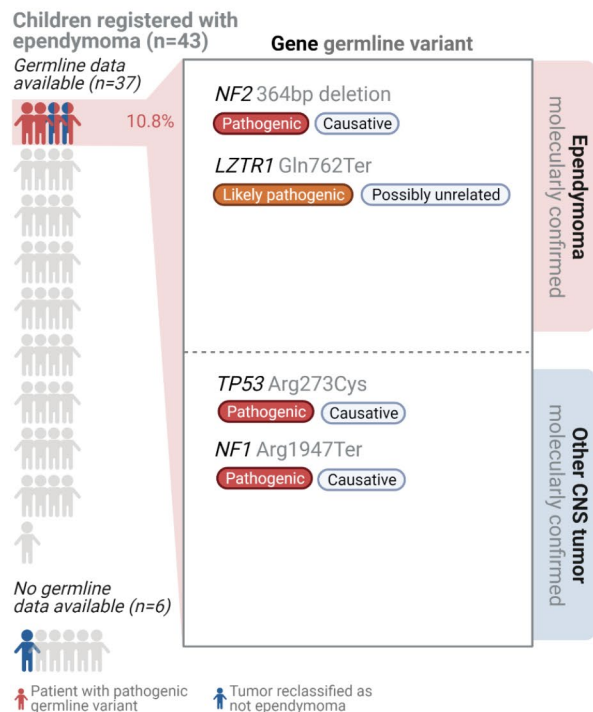 Children registered with
ependymoma (n=43)
Gene germline variant
Germline data
available (n=37)
10.8%
NF2 364bp deletion
Pathogenic Causative
LZTR1 Gln762Ter
Likely pathogenic Possibly unrelated
Ependymoma
molecularly confirmed
TP53 Arg273Cys
Pathogenic Causative
NF1 Arg1947Ter
Pathogenic Causative
Other CNS tumor
molecularly confirmed
No germline
data available (n=6)
Patient with pathogenic
germline variant
Tumor reclassified as
not ependymoma